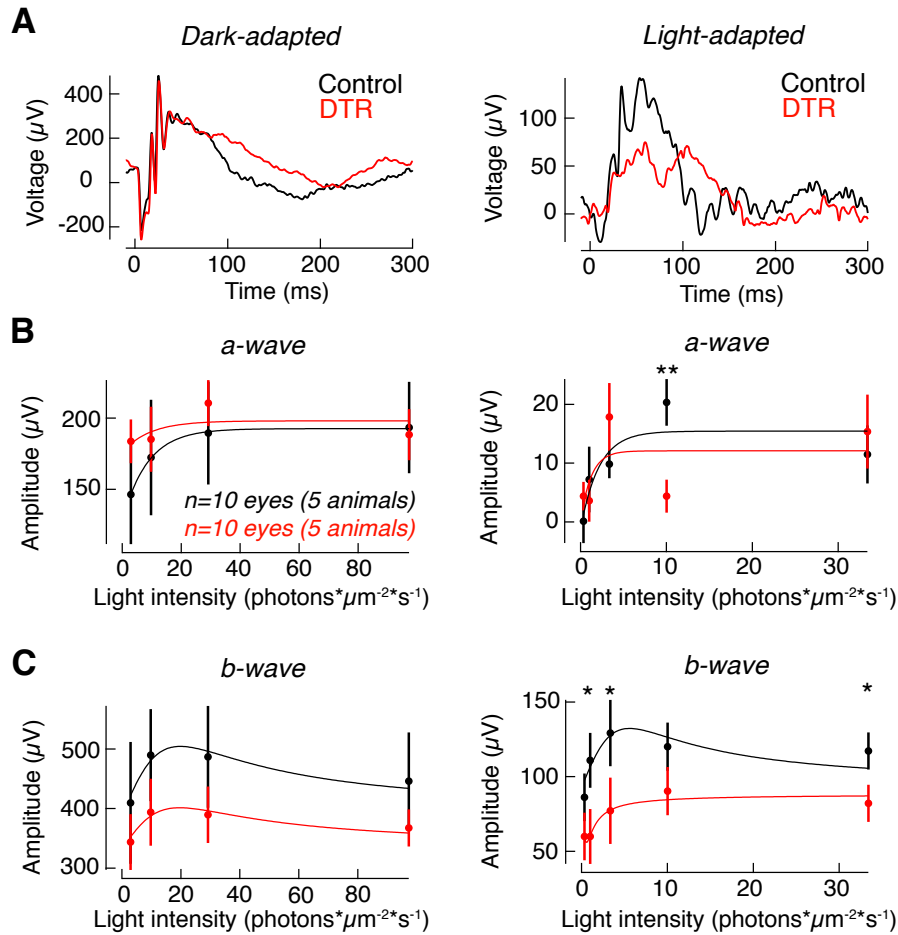 A
Dark-adapted
Light-adapted
Voltage (µV)
400
200
0
-200
Control
DTR
0
100
200
300
Time (ms)
Voltage (µV)
100
50
0
Control
DTR
0
100
200
300
Time (ms)
B
a-wave
a-wave
Amplitude (µV)
200
150
n=10 eyes (5 animals)
n=10 eyes (5 animals)
0
20
40
60
80
Light intensity (photons*µm-2*s-1)
Amplitude (µV)
20
10
0
**
0
10
20
30
Light intensity (photons*µm-2*s-1)
C
b-wave
b-wave
Amplitude (µV)
500
400
300
0
20
40
60
80
Light intensity (photons*µm-2*s-1)
Amplitude (µV)
150
100
50
* * *
0
10
20
30
Light intensity (photons*µm-2*s-1)